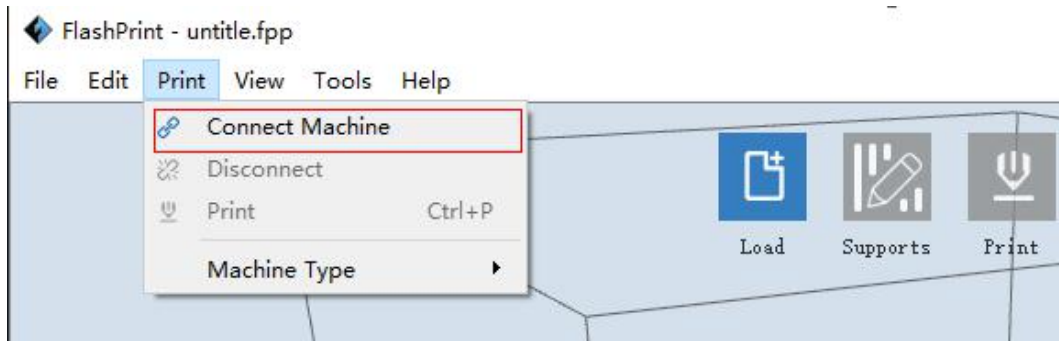 FlashPrint - untitle.fpp
File Edit Print View Tools Help
Connect Machine
Disconnect
Print Ctrl+P
Machine Type
Load Supports Print